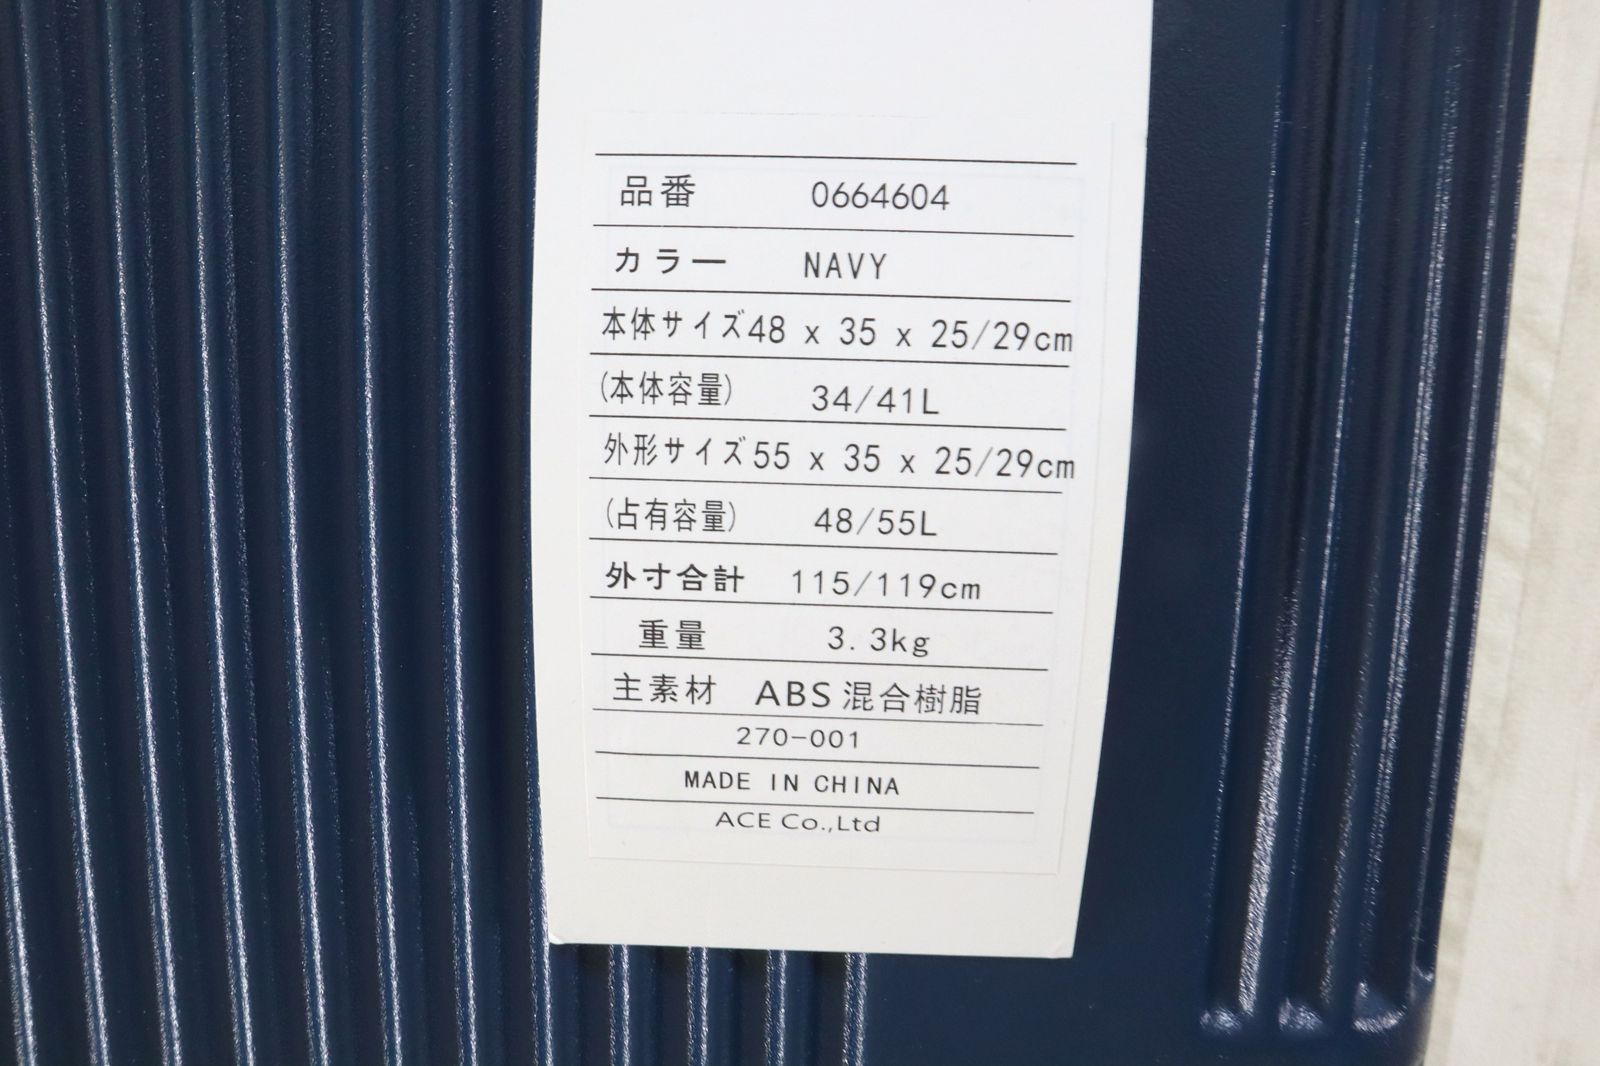 品番 0664604
カラー NAVY
本体サイズ48 x 35 x 25/29cm
(本体容量) 34/41L
外形サイズ55 x 35 x 25/29cm
(占有容量) 48/55L
外寸合計 115/119cm
重量 3.3kg
主素材 ABS混合樹脂
270-001
MADE IN CHINA
ACE Co.,Ltd